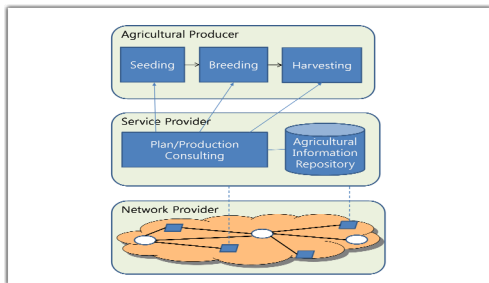 Agricultural Producer
Seeding
Breeding
Harvesting
Service Provider
Plan/Production
Consulting
Agricultural
Information
Repository
Network Provider